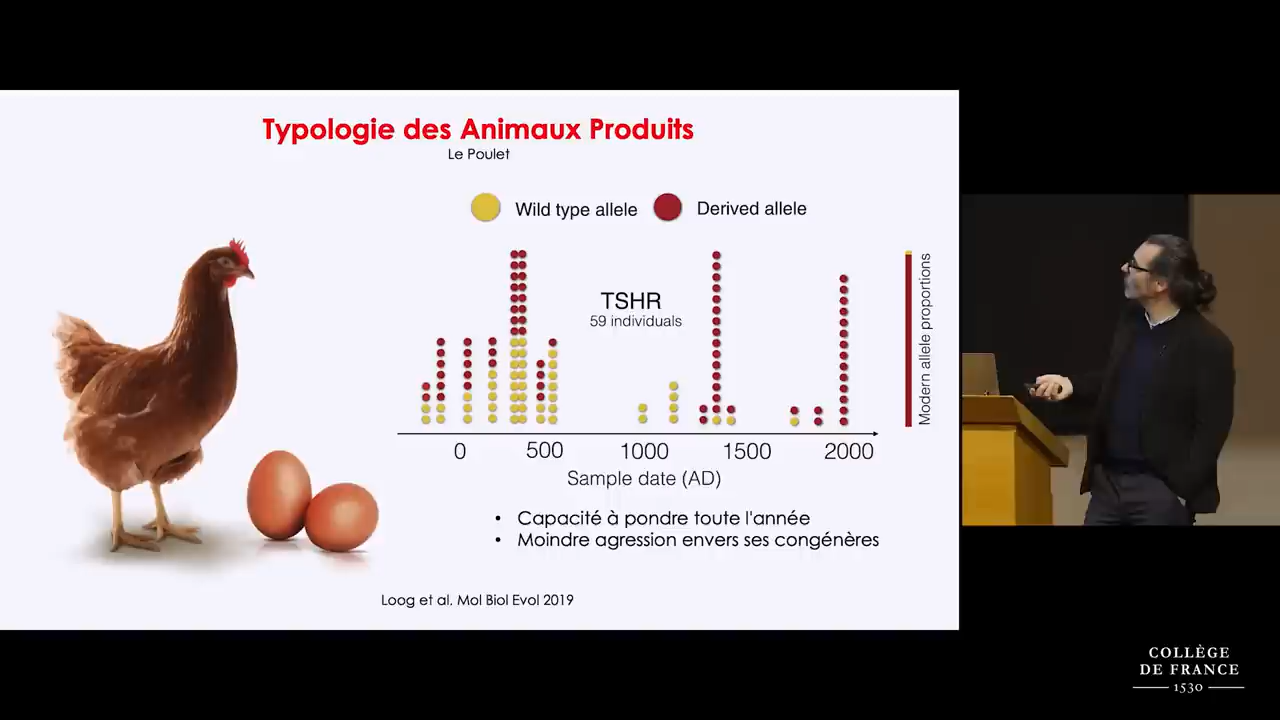 Typologie des Animaux Produits
Le Poulet
Wild type allele
Derived allele
TSHR
59 individuals
Modern allele proportions
0
500
1000
1500
2000
Sample date (AD)
• Capacité à pondre toute l'année
• Moindre agression envers ses congénères
Loog et al. Mol Biol Evol 2019
COLLÈGE
DE FRANCE
1530